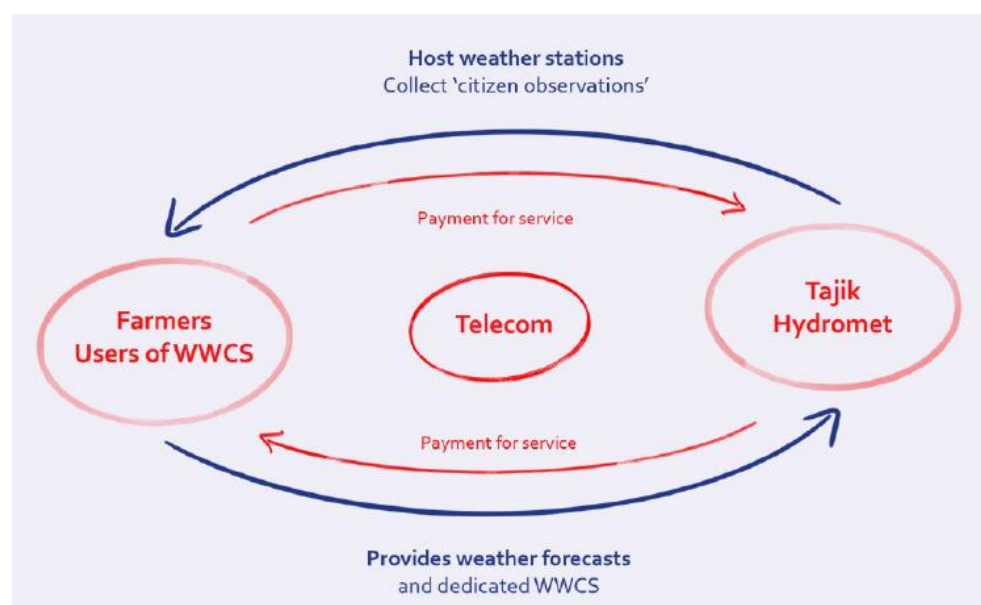 Host weather stations
Collect ‘citizen observations’
Payment for service
Farmers
Users of WWCS
Telecom
Tajik
Hydromet
Payment for service
Provides weather forecasts
and dedicated WWCS